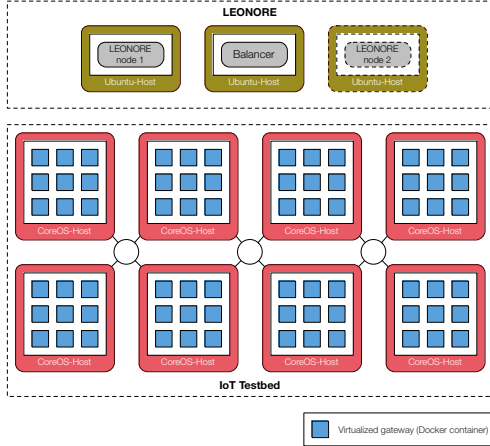 LEONORE
LEONORE
node 1
Balancer
LEONORE
node 2
Ubuntu-Host
Ubuntu-Host
Ubuntu-Host
CoreOS-Host
CoreOS-Host
CoreOS-Host
CoreOS-Host
CoreOS-Host
CoreOS-Host
CoreOS-Host
CoreOS-Host
IoT Testbed
Virtualized gateway (Docker container)